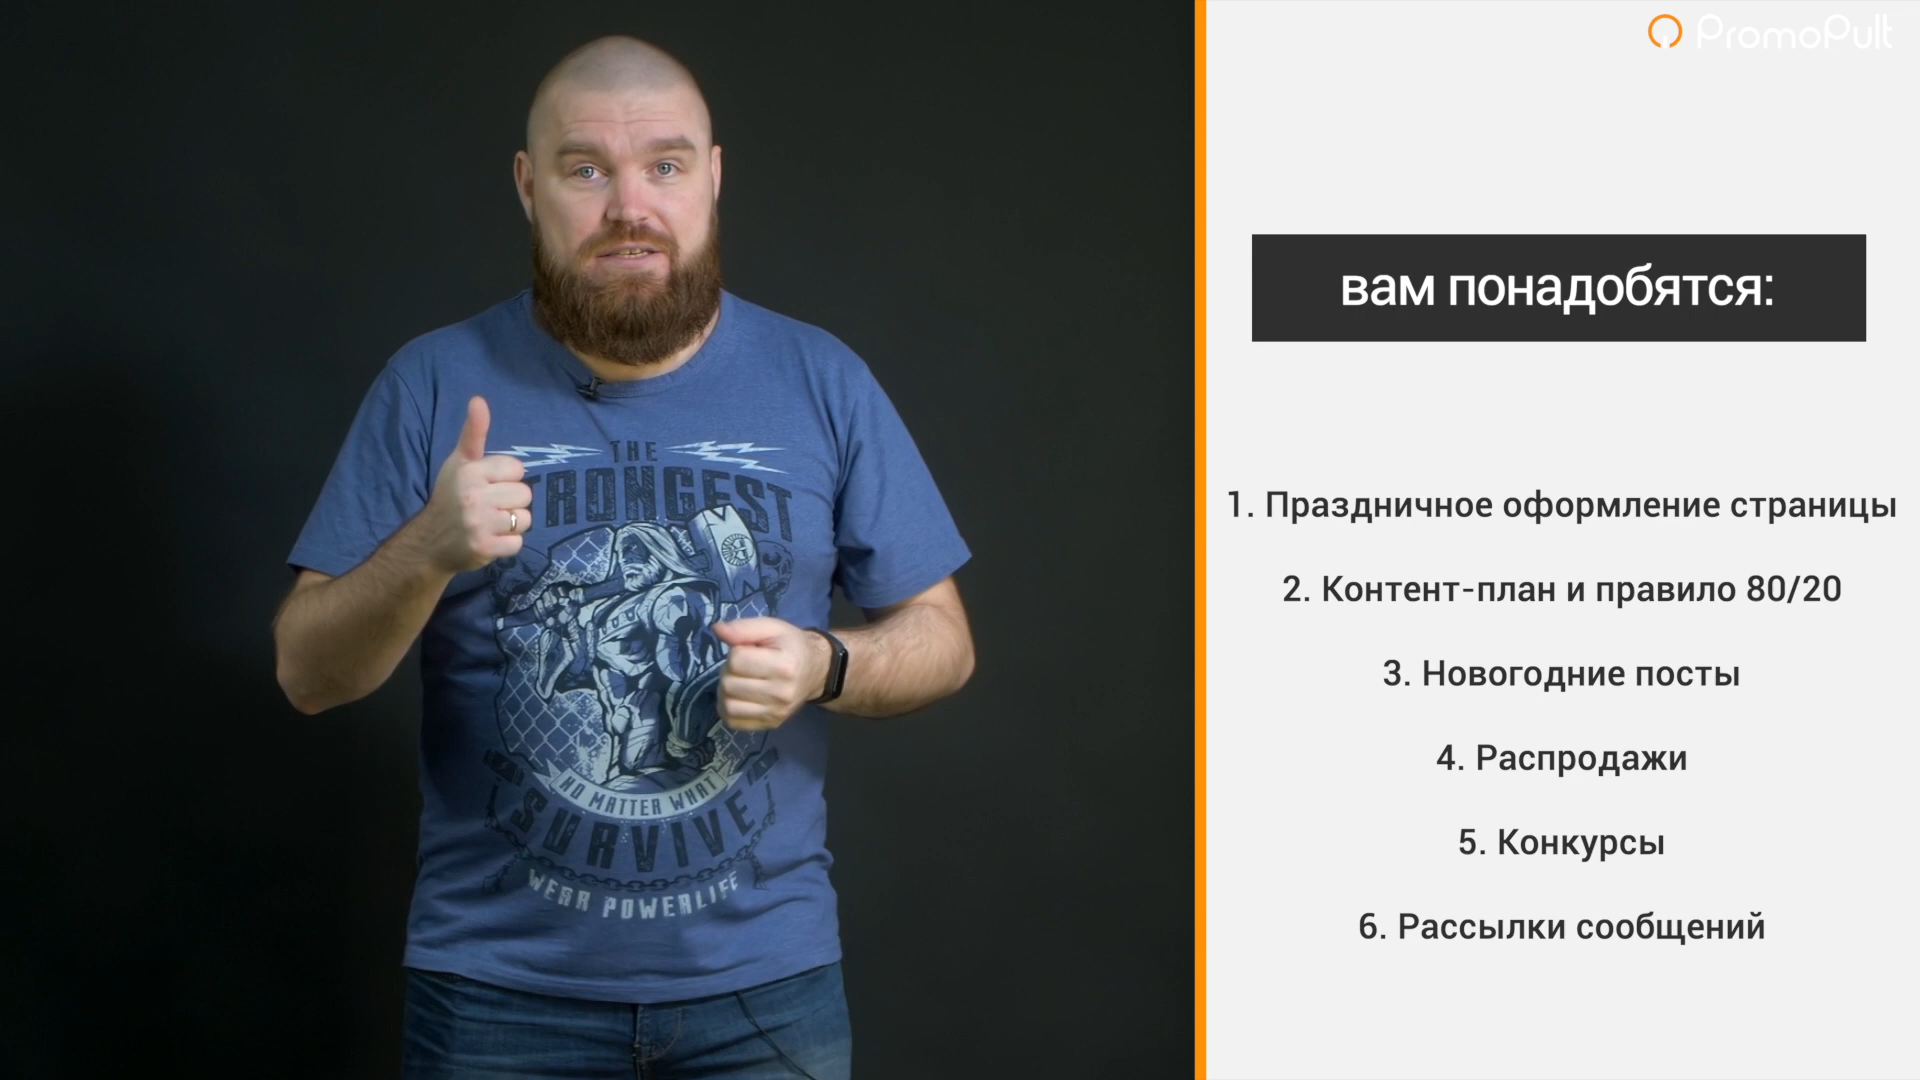 PromoPult
вам понадобятся:
1. Праздничное оформление страницы
2. Контент-план и правило 80/20
3. Новогодние посты
4. Распродажи
5. Конкурсы
6. Рассылки сообщений
THE
STRONGEST
NO MATTER WHAT
SURVIVE
WEAR POWERLIFE